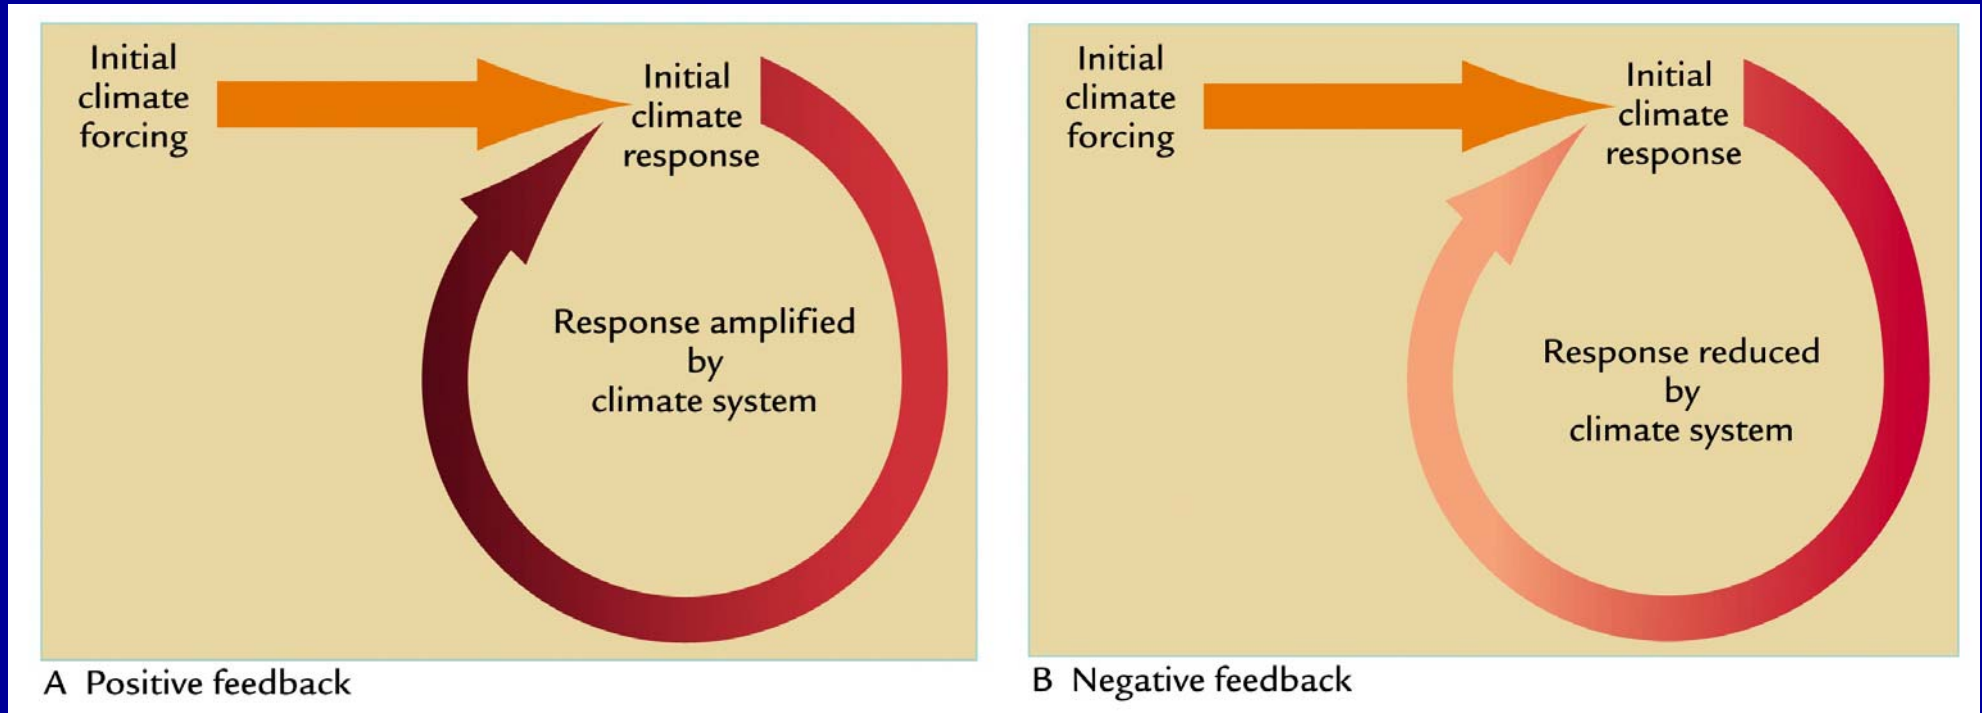 Initial
climate
forcing
Initial
climate
response
Response amplified
by
climate system
A Positive feedback
Initial
climate
forcing
Initial
climate
response
Response reduced
by
climate system
B Negative feedback